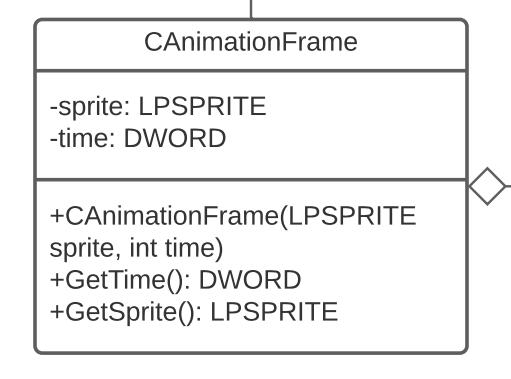 CAnimationFrame
-sprite: LPSPRITE
-time: DWORD
+CAnimationFrame(LPSPRITE
sprite, int time)
+GetTime(): DWORD
+GetSprite(): LPSPRITE